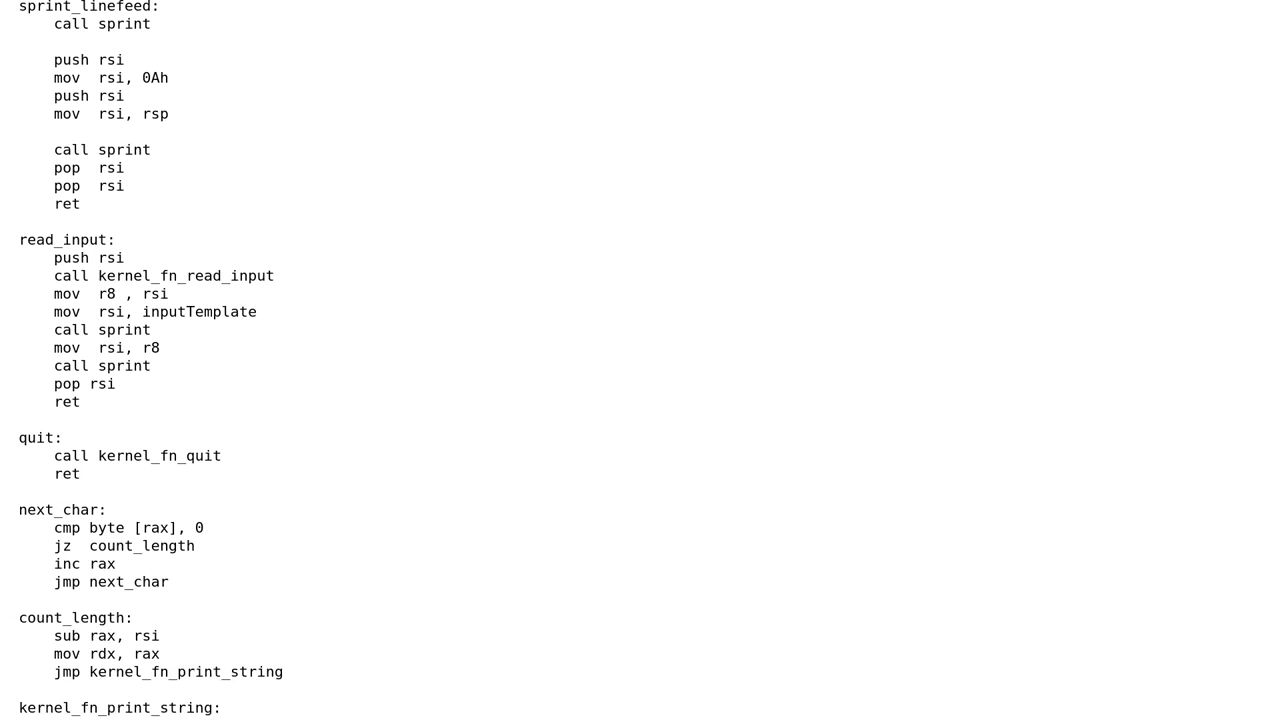 sprint_linefeed:
    call sprint

    push rsi
    mov  rsi, 0Ah
    push rsi
    mov  rsi, rsp

    call sprint
    pop  rsi
    pop  rsi
    ret

read_input:
    push rsi
    call kernel_fn_read_input
    mov  r8 , rsi
    mov  rsi, inputTemplate
    call sprint
    mov  rsi, r8
    call sprint
    pop rsi
    ret

quit:
    call kernel_fn_quit
    ret

next_char:
    cmp byte [rax], 0
    jz  count_length
    inc rax
    jmp next_char

count_length:
    sub rax, rsi
    mov rdx, rax
    jmp kernel_fn_print_string

kernel_fn_print_string: